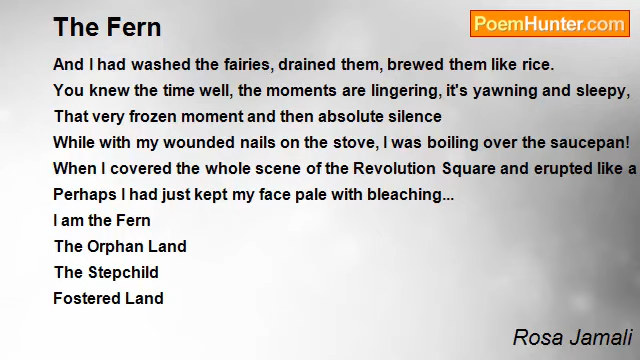 The Fern
PoemHunter.com
And I had washed the fairies, drained them, brewed them like rice.
You knew the time well, the moments are lingering, it's yawning and sleepy,
That very frozen moment and then absolute silence
While with my wounded nails on the stove, I was boiling over the saucepan!
When I covered the whole scene of the Revolution Square and erupted like a
Perhaps I had just kept my face pale with bleaching...
I am the Fern
The Orphan Land
The Stepchild
Fostered Land
Rosa Jamali